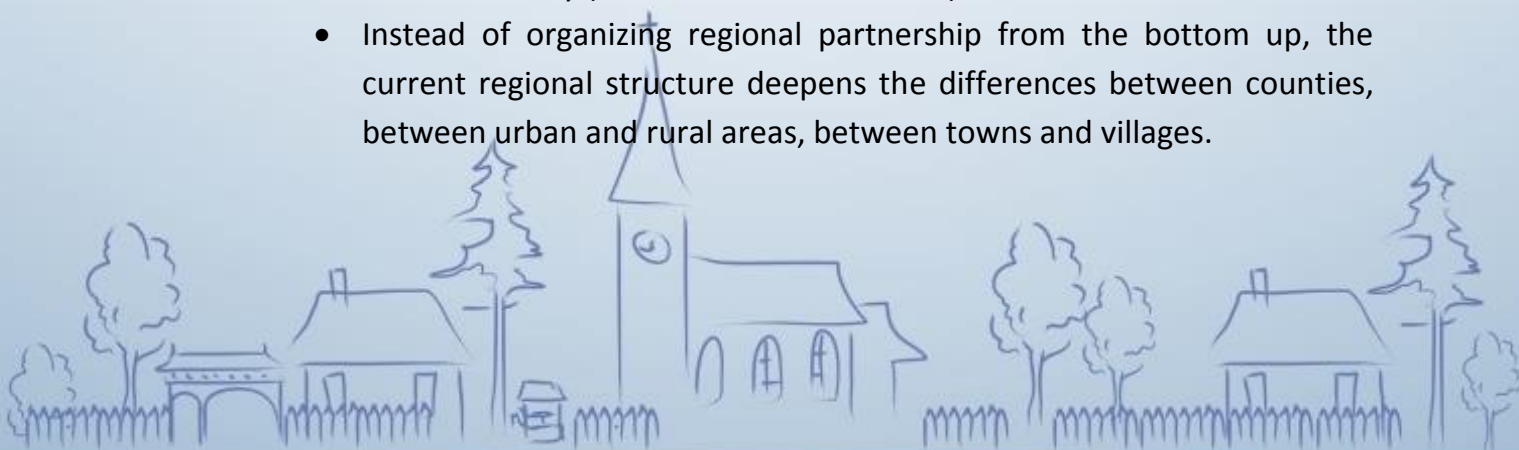 • Instead of organizing regional partnership from the bottom up, the
current regional structure deepens the differences between counties,
between urban and rural areas, between towns and villages.